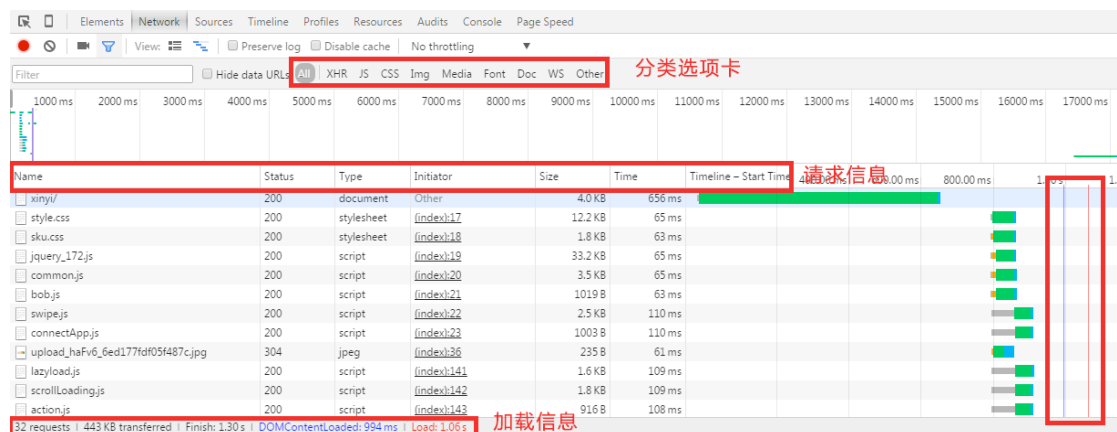 Elements Network Sources Timeline Profiles Resources Audits Console Page Speed
View: Preserve log Disable cache No throttling ▼
Filter Hide data URLs All XHR JS CSS Img Media Font Doc WS Other 分类选项卡
1000 ms 2000 ms 3000 ms 4000 ms 5000 ms 6000 ms 7000 ms 8000 ms 9000 ms 10000 ms 11000 ms 12000 ms 13000 ms 14000 ms 15000 ms 16000 ms 17000 ms
Name Status Type Initiator Size Time Timeline – Start Time 请求信息 800.00 ms
xinyi/ 200 document Other 4.0 KB 656 ms
style.css 200 stylesheet (index):17 12.2 KB 65 ms
sku.css 200 stylesheet (index):18 1.8 KB 63 ms
jquery_172.js 200 script (index):19 33.2 KB 65 ms
common.js 200 script (index):20 3.5 KB 65 ms
bob.js 200 script (index):21 1019 B 63 ms
swipe.js 200 script (index):22 2.5 KB 110 ms
connectApp.js 200 script (index):23 1003 B 110 ms
upload_haFv6_6ed177fdf05f487c.jpg 304 jpeg (index):36 235 B 61 ms
lazyload.js 200 script (index):141 1.6 KB 109 ms
scrollLoading.js 200 script (index):142 1.8 KB 109 ms
action.js 200 script (index):143 916 B 108 ms
32 requests | 443 KB transferred | Finish: 1.30 s | DOMContentLoaded: 994 ms | Load: 1.06 s 加载信息